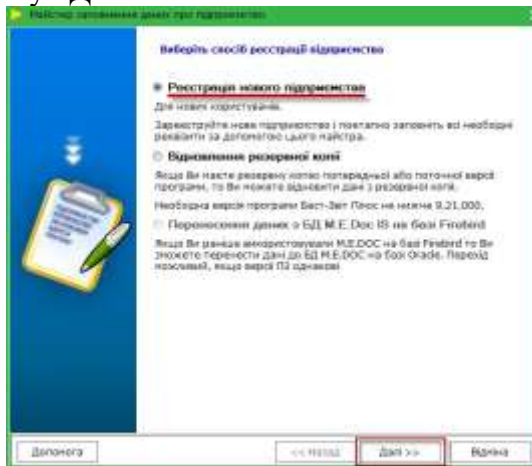 Майстер заповнення даних про підприємство
Виберіть спосіб реєстрації підприємства
Реєстрація нового підприємства
Для нових користувачів.
Зареєструйте нове підприємство і поетапно заповніть всі необхідні
реквізити за допомогою цього майстра.
Відновлення резервної копії
Якщо Ви маєте резервну копію попередньої або поточної версії
програми, то Ви можете відновити дані з резервної копії.
Необхідна версія програми Бест-Звіт Плюс не нижче 9.21.000.
Перенесення даних з БД M.E.Doc IS на базі Firebird
Якщо Ви раніше використовували M.E.DOC на базі Firebird то Ви
зможете перенести дані до БД M.E.DOC на базі Oracle. Перехід
можливий, якщо версії ПЗ однакові
Допомога
<< Назад
Далі >>
Відміна